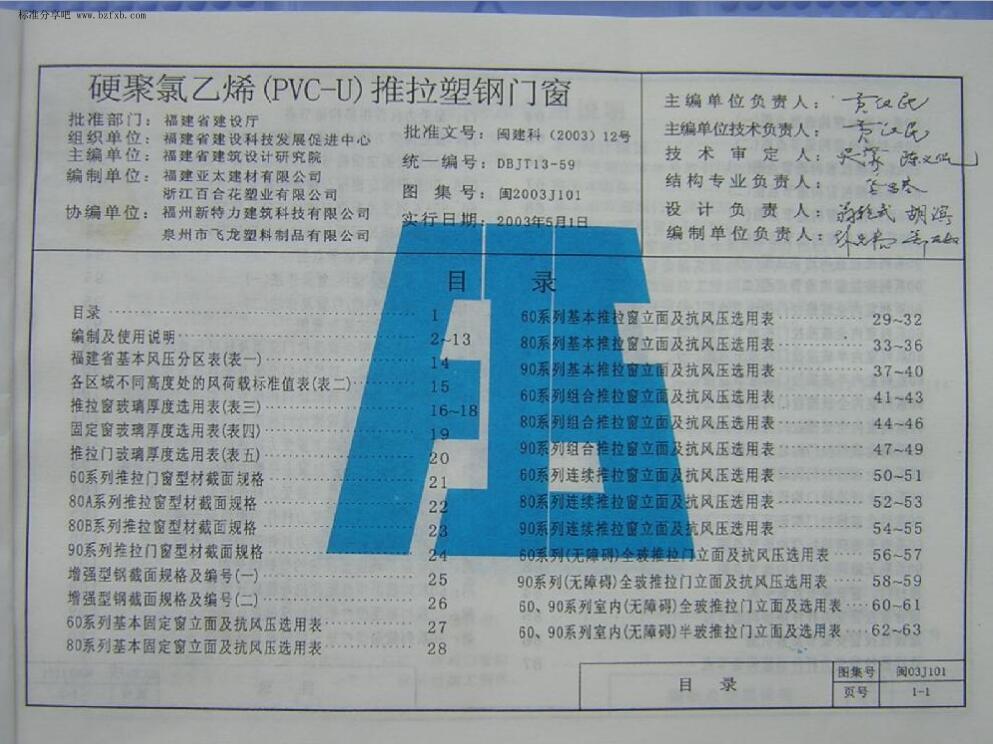 标准分享吧 www.bzfxb.com
硬聚氯乙烯(PVC-U)推拉塑钢门窗
批准部门：福建省建设厅
组织单位：福建省建设科技发展促进中心
主编单位：福建省建筑设计研究院
编制单位：福建亚太建材有限公司
浙江百合花塑业有限公司
协编单位：福州新特力建筑科技有限公司
泉州市飞龙塑料制品有限公司
批准文号：闽建科(2003)12号
统一编号：DBJT13-59
图 集 号：闽2003J101
实行日期：2003年5月1日
主编单位负责人：
主编单位技术负责人：
技 术 审 定 人：
结构专业负责人：
设 计 负 责 人：
编制单位负责人：
目 录
目录 1
编制及使用说明 2~13
福建省基本风压分区表(表一) 14
各区域不同高度处的风荷载标准值表(表二) 15
推拉窗玻璃厚度选用表(表三) 16~18
固定窗玻璃厚度选用表(表四) 19
推拉门玻璃厚度选用表(表五) 20
60系列推拉门窗型材截面规格 21
80A系列推拉窗型材截面规格 22
80B系列推拉窗型材截面规格 23
90系列推拉门窗型材截面规格 24
增强型钢截面规格及编号(一) 25
增强型钢截面规格及编号(二) 26
60系列基本固定窗立面及抗风压选用表 27
80系列基本固定窗立面及抗风压选用表 28
60系列基本推拉窗立面及抗风压选用表 29~32
80系列基本推拉窗立面及抗风压选用表 33~36
90系列基本推拉窗立面及抗风压选用表 37~40
60系列组合推拉窗立面及抗风压选用表 41~43
80系列组合推拉窗立面及抗风压选用表 44~46
90系列组合推拉窗立面及抗风压选用表 47~49
60系列连续推拉窗立面及抗风压选用表 50~51
80系列连续推拉窗立面及抗风压选用表 52~53
90系列连续推拉窗立面及抗风压选用表 54~55
60系列(无障碍)全玻推拉门立面及抗风压选用表 56~57
90系列(无障碍)全玻推拉门立面及抗风压选用表 58~59
60、90系列室内(无障碍)全玻推拉门立面及选用表 60~61
60、90系列室内(无障碍)半玻推拉门立面及选用表 62~63
目 录
图集号 闽03J101
页号 1-1